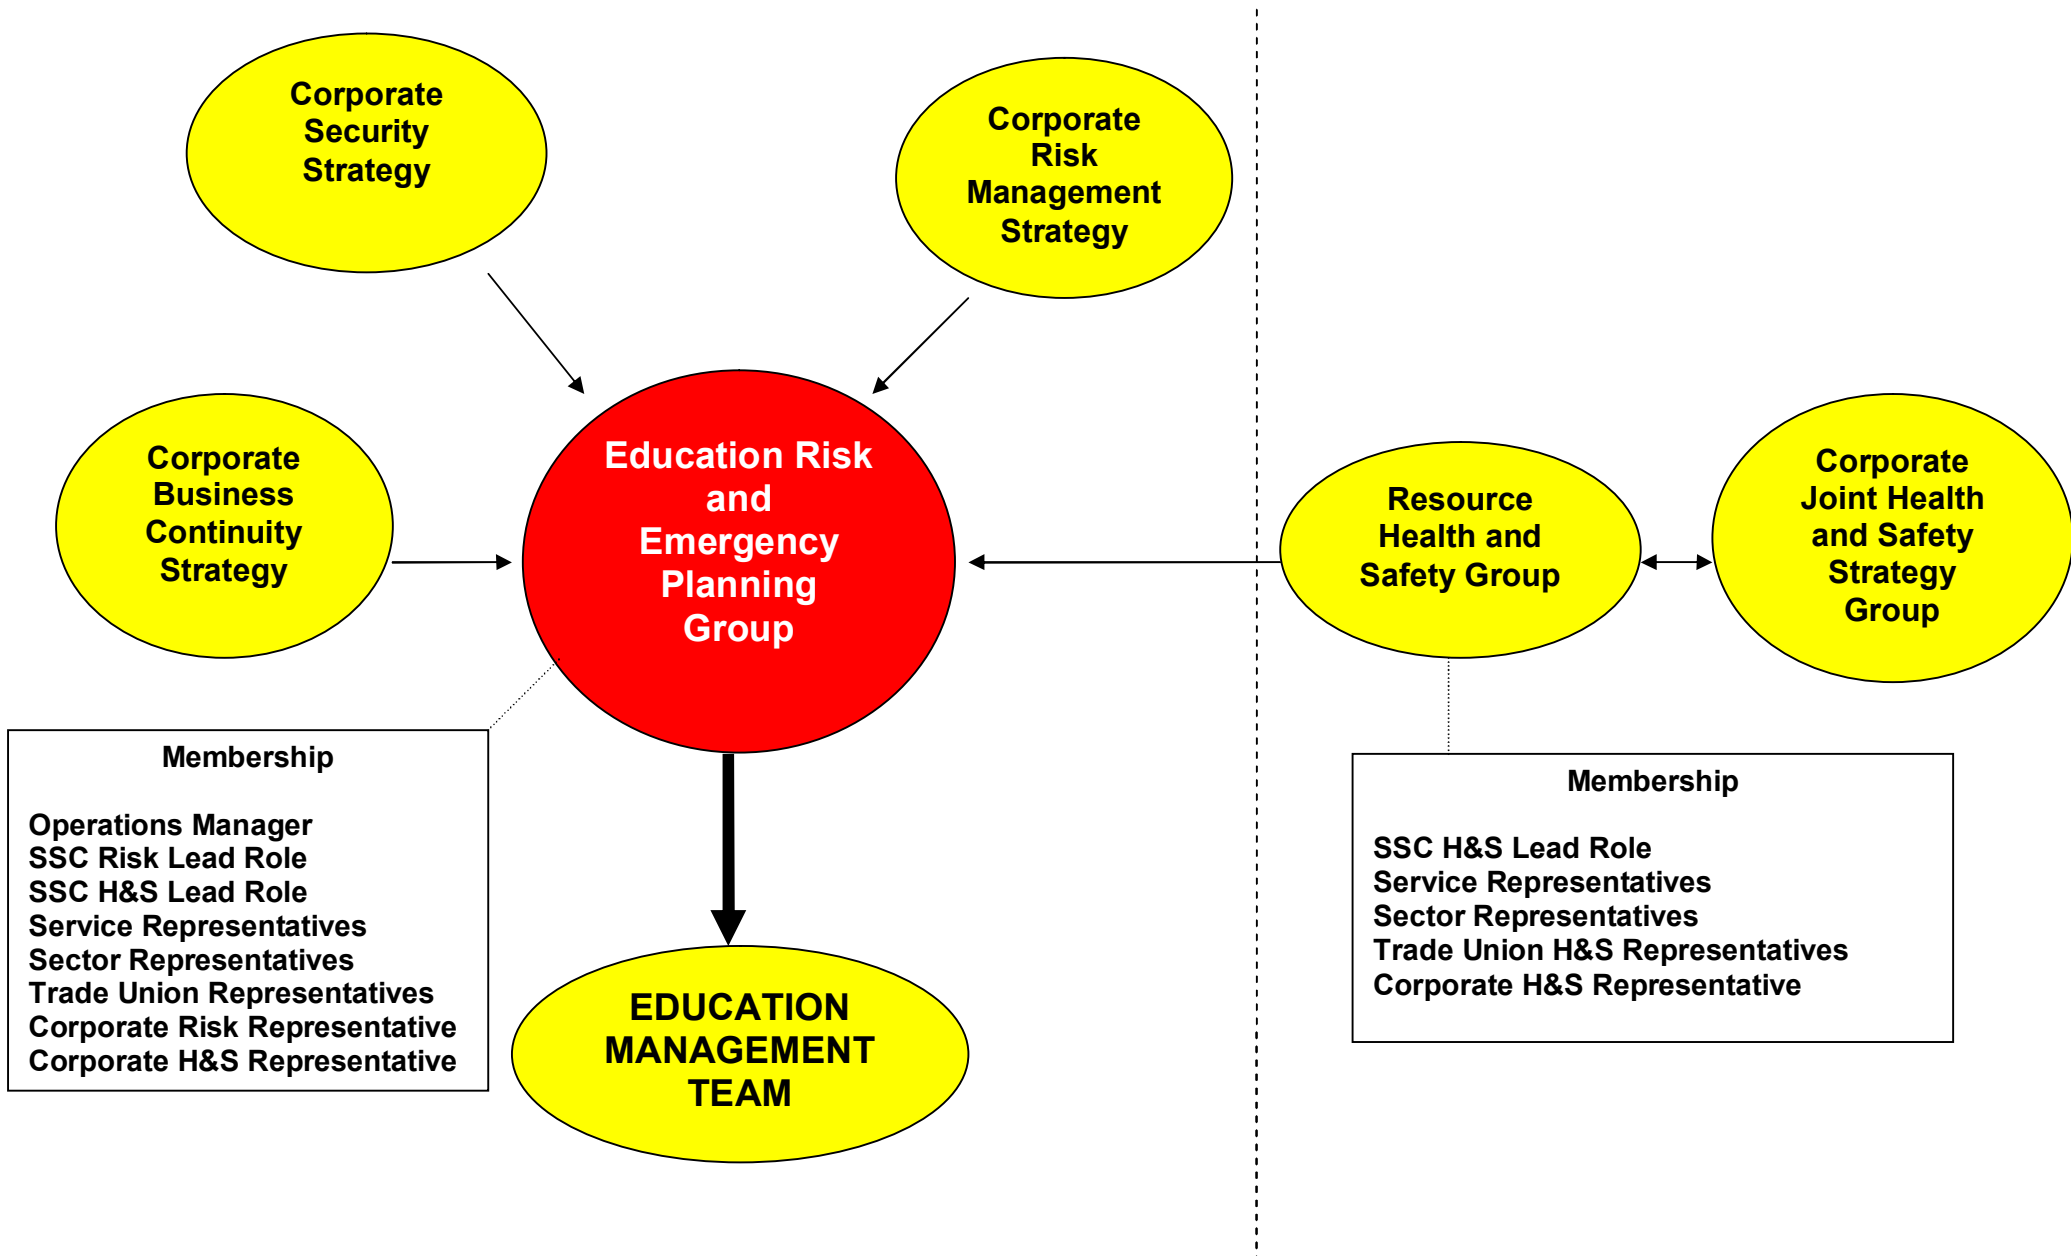 Corporate
Security
Strategy
Corporate
Risk
Management
Strategy
Corporate
Business
Continuity
Strategy
Education Risk
and
Emergency
Planning
Group
Resource
Health and
Safety Group
Corporate
Joint Health
and Safety
Strategy
Group
Membership
Operations Manager
SSC Risk Lead Role
SSC H&S Lead Role
Service Representatives
Sector Representatives
Trade Union Representatives
Corporate Risk Representative
Corporate H&S Representative
Membership
SSC H&S Lead Role
Service Representatives
Sector Representatives
Trade Union H&S Representatives
Corporate H&S Representative
EDUCATION
MANAGEMENT
TEAM